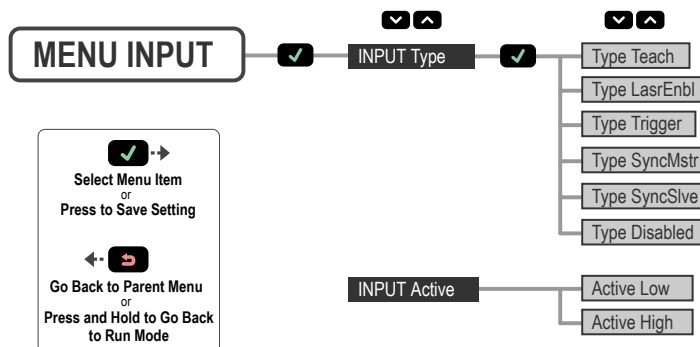 MENU INPUT
INPUT Type
Type Teach
Type LasrEnbl
Type Trigger
Type SyncMstr
Type SyncSlve
Type Disabled
Select Menu Item
or
Press to Save Setting
Go Back to Parent Menu
or
Press and Hold to Go Back
to Run Mode
INPUT Active
Active Low
Active High